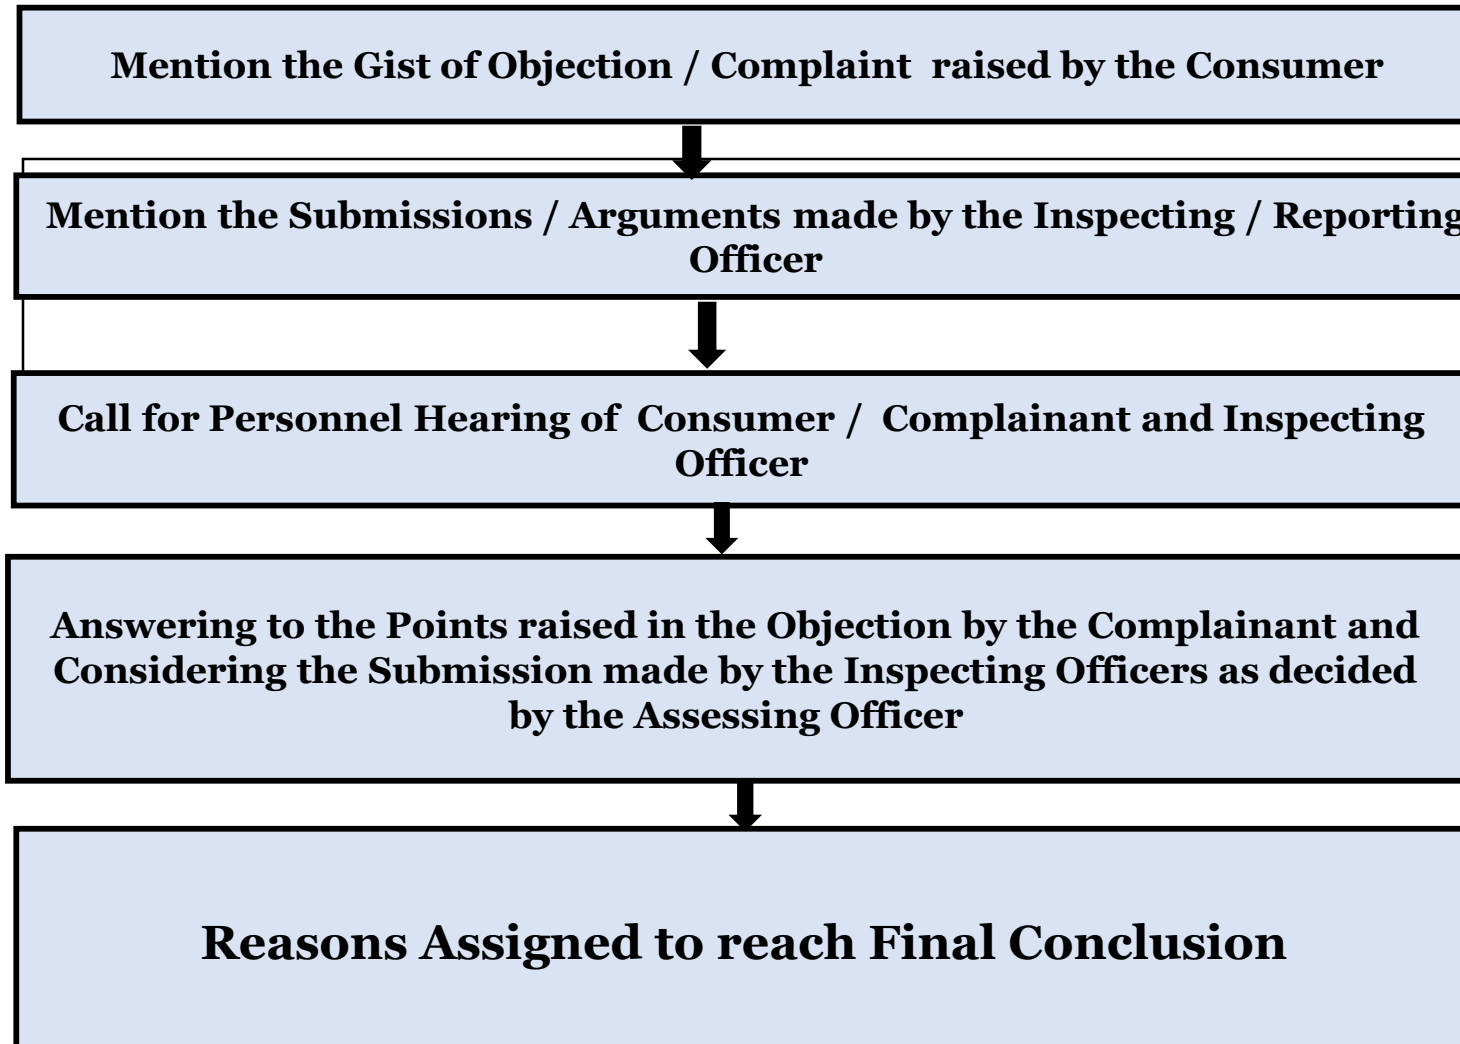 Mention the Gist of Objection / Complaint raised by the Consumer
Mention the Submissions / Arguments made by the Inspecting / Reporting
Officer
Call for Personnel Hearing of Consumer / Complainant and Inspecting
Officer
Answering to the Points raised in the Objection by the Complainant and
Considering the Submission made by the Inspecting Officers as decided
by the Assessing Officer
Reasons Assigned to reach Final Conclusion